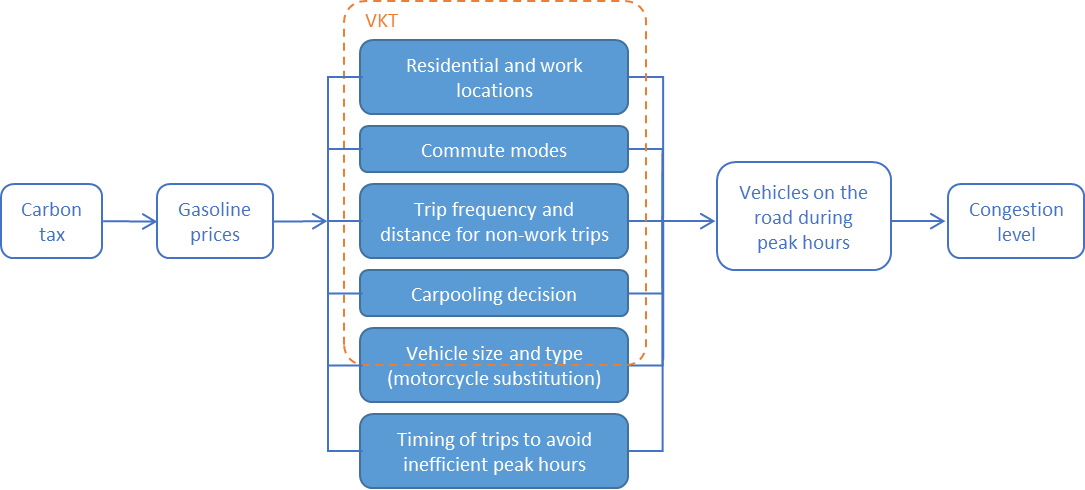 VKT
Residential and work
locations
Commute modes
Carbon
tax
Gasoline
prices
Trip frequency and
distance for non-work trips
Vehicles on the
road during
peak hours
Congestion
level
Carpooling decision
Vehicle size and type
(motorcycle substitution)
Timing of trips to avoid
inefficient peak hours